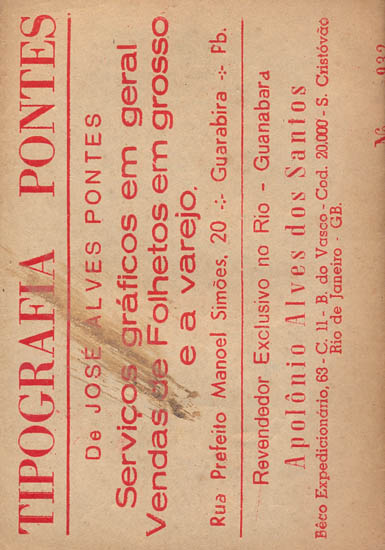 TIPOGRAFIA PONTES
De JOSÉ ALVES PONTES
Serviços gráficos em geral
Vendas de Folhetos em grosso
e a varejo.
Rua Prefeito Manoel Simões, 20 -:- Guarabira -:- Pb.
Revendedor Exclusivo no Rio - Guanabara
Apolônio Alves dos Santos
Bêco Expedicionário, 63 - C. 11 - B. do Vasco - Cod. 20.000 - S. Cristóvão
Rio de Janeiro - GB.